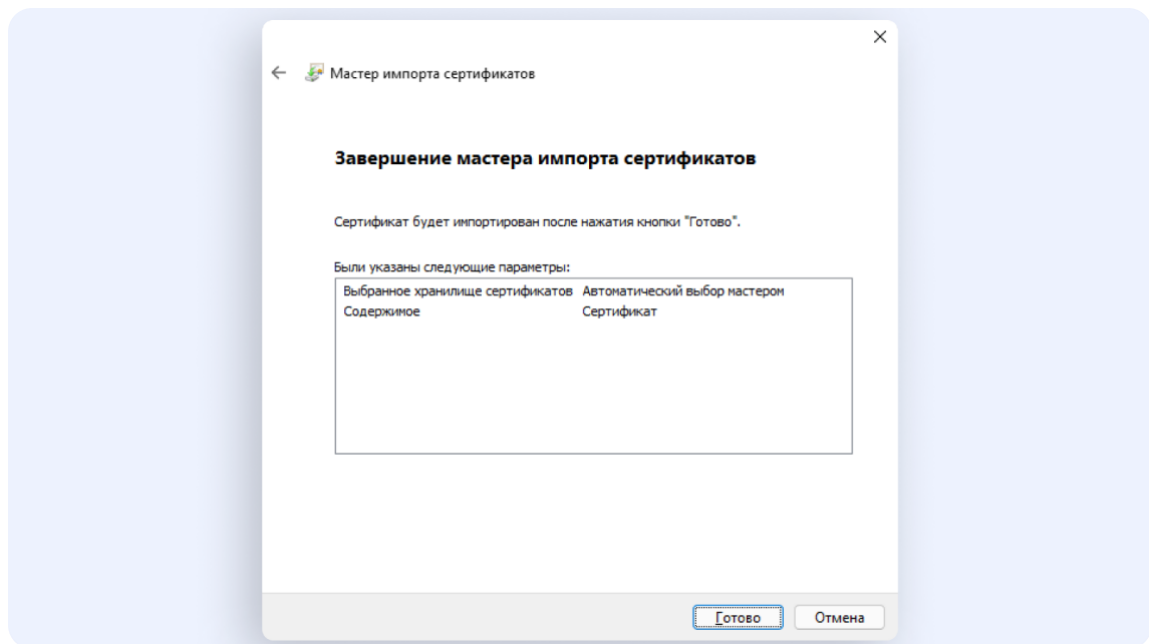 Мастер импорта сертификатов
Завершение мастера импорта сертификатов
Сертификат будет импортирован после нажатия кнопки "Готово".
Были указаны следующие параметры:
Выбранное хранилище сертификатов Автоматический выбор мастером
Содержимое Сертификат
Готово Отмена